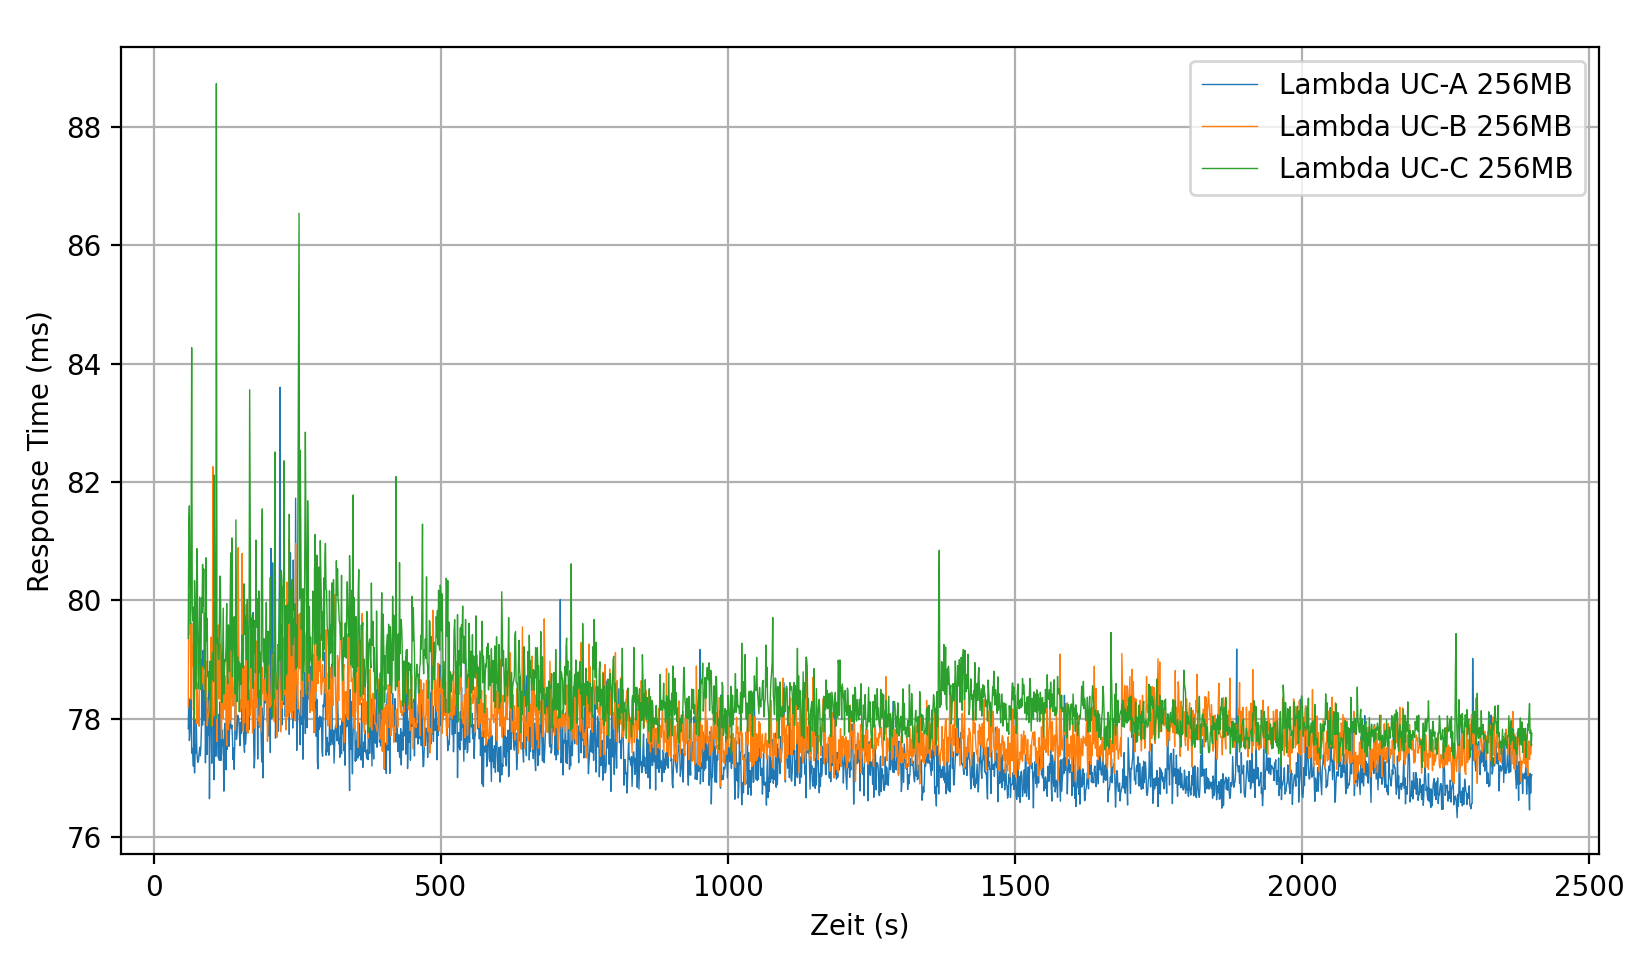 Lambda UC-A 256MB
Lambda UC-B 256MB
Lambda UC-C 256MB
Response Time (ms)
88
86
84
82
80
78
76
0 500 1000 1500 2000 2500
Zeit (s)